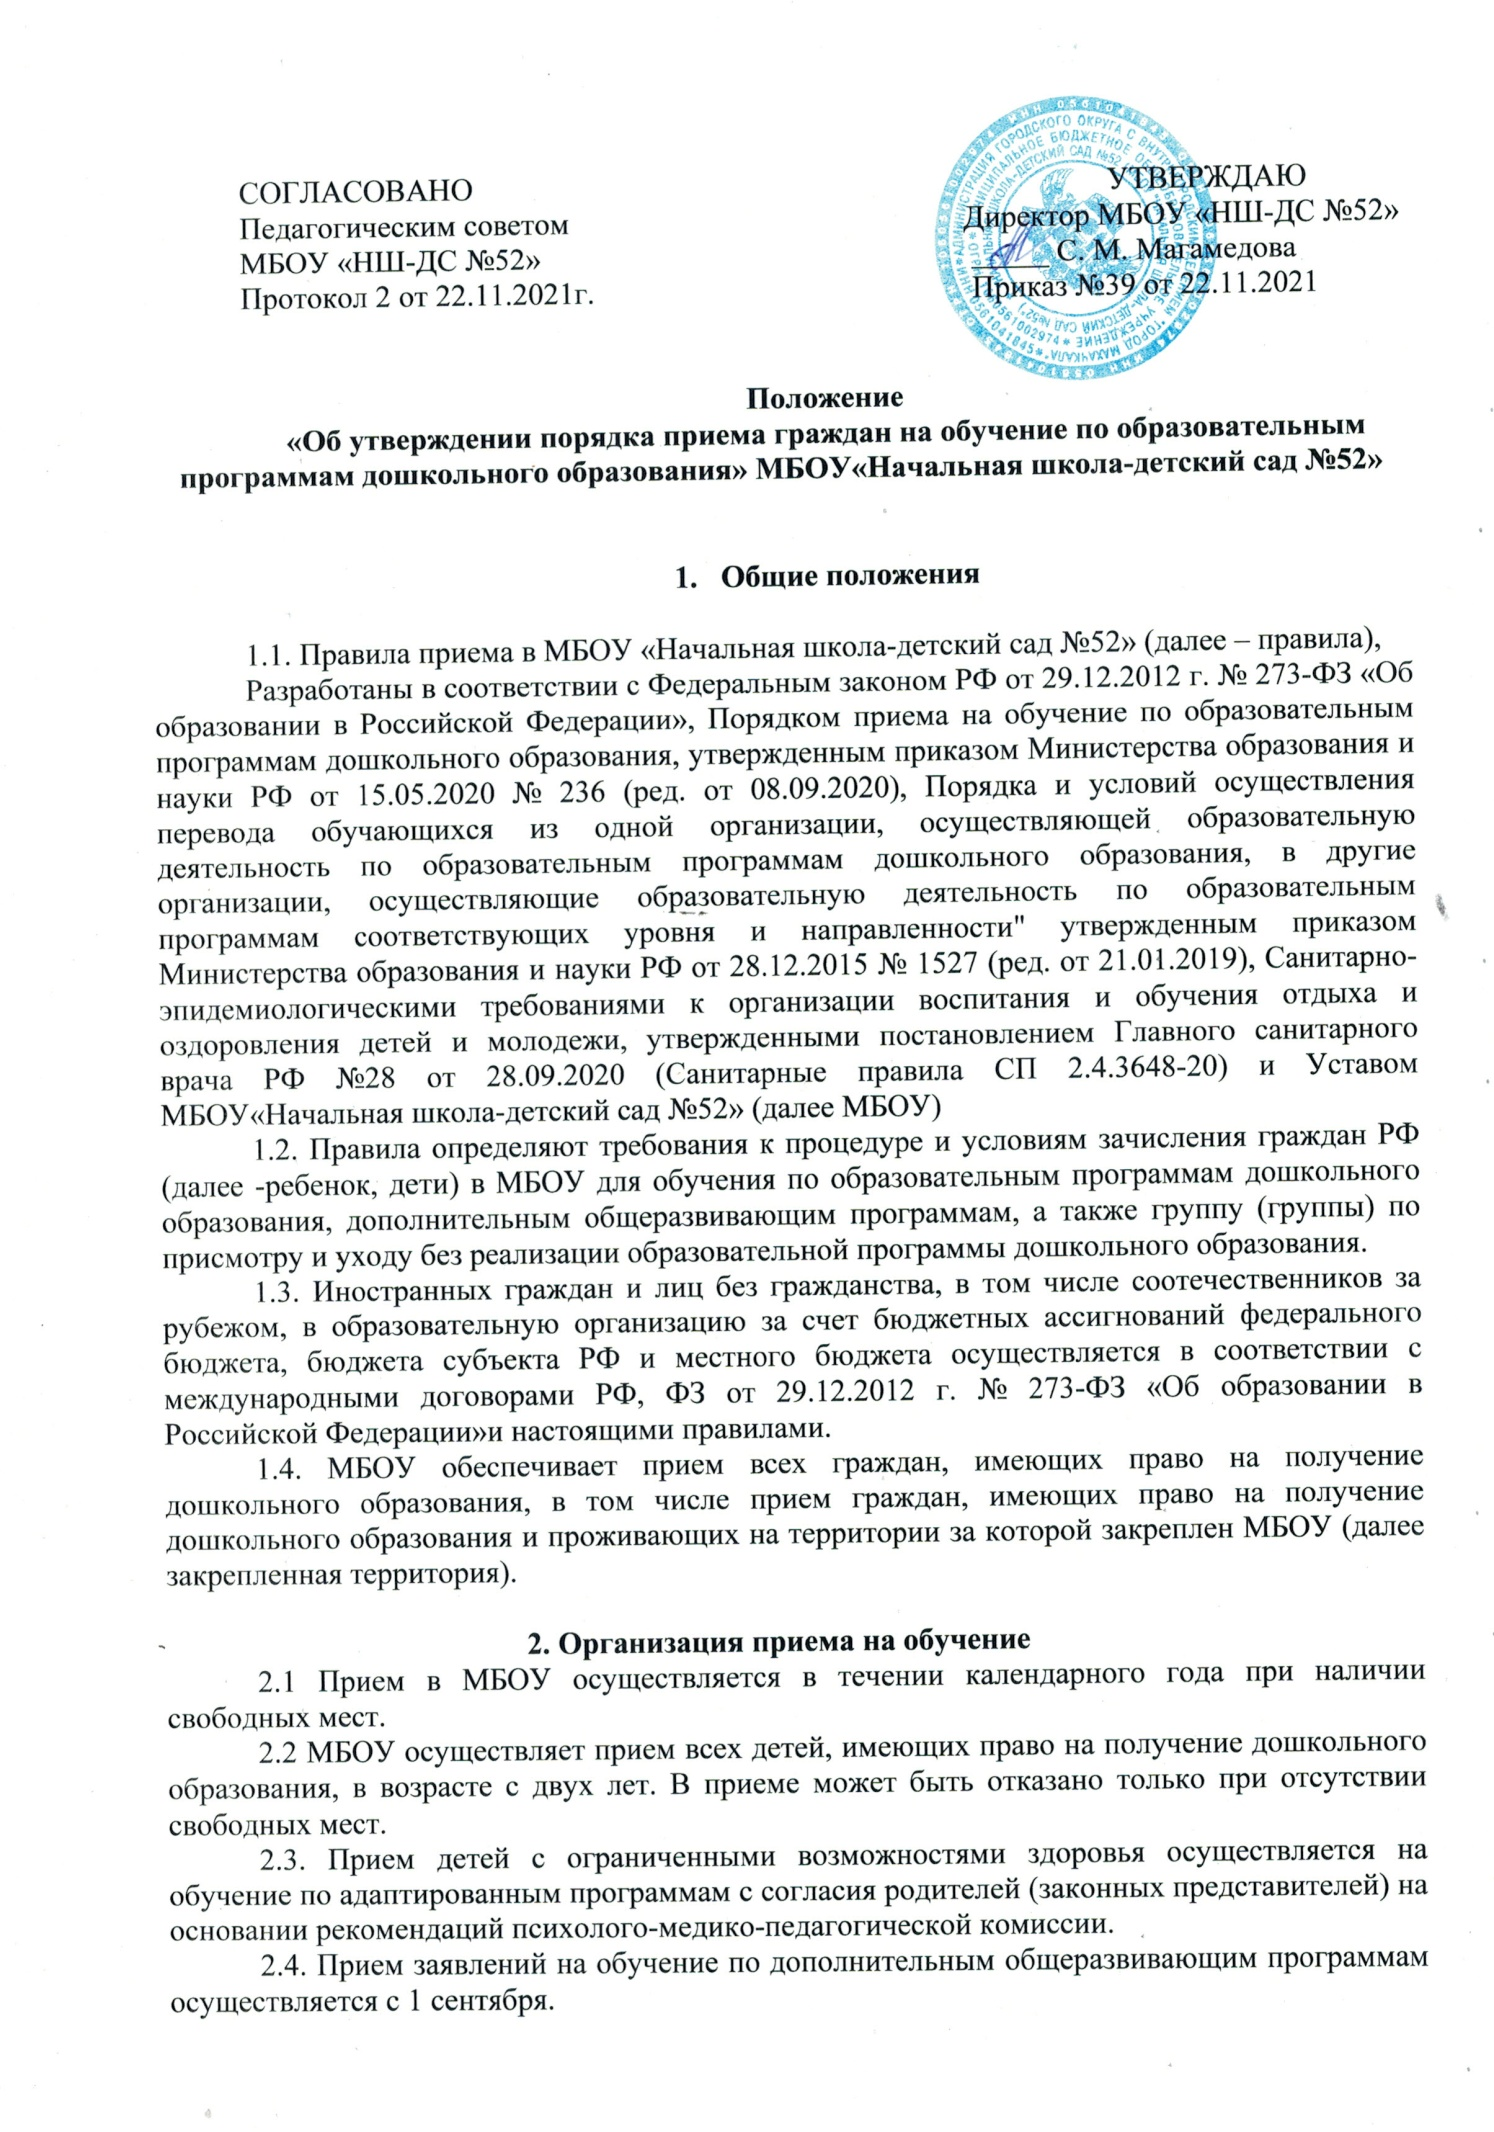 СОГЛАСОВАНО
Педагогическим советом
МБОУ «НШ-ДС №52»
Протокол 2 от 22.11.2021г.
УТВЕРЖДАЮ
Директор МБОУ «НШ-ДС №52»
______ С. М. Магамедова
Приказ №39 от 22.11.2021
Положение
«Об утверждении порядка приема граждан на обучение по образовательным
программам дошкольного образования» МБОУ«Начальная школа-детский сад №52»
1. Общие положения
1.1. Правила приема в МБОУ «Начальная школа-детский сад №52» (далее – правила),
Разработаны в соответствии с Федеральным законом РФ от 29.12.2012 г. № 273-ФЗ «Об
образовании в Российской Федерации», Порядком приема на обучение по образовательным
программам дошкольного образования, утвержденным приказом Министерства образования и
науки РФ от 15.05.2020 № 236 (ред. от 08.09.2020), Порядка и условий осуществления
перевода обучающихся из одной организации, осуществляющей образовательную
деятельность по образовательным программам дошкольного образования, в другие
организации, осуществляющие образовательную деятельность по образовательным
программам соответствующих уровня и направленности" утвержденным приказом
Министерства образования и науки РФ от 28.12.2015 № 1527 (ред. от 21.01.2019), Санитарно-
эпидемиологическими требованиями к организации воспитания и обучения отдыха и
оздоровления детей и молодежи, утвержденными постановлением Главного санитарного
врача РФ №28 от 28.09.2020 (Санитарные правила СП 2.4.3648-20) и Уставом
МБОУ«Начальная школа-детский сад №52» (далее МБОУ)
1.2. Правила определяют требования к процедуре и условиям зачисления граждан РФ
(далее -ребенок, дети) в МБОУ для обучения по образовательным программам дошкольного
образования, дополнительным общеразвивающим программам, а также группу (группы) по
присмотру и уходу без реализации образовательной программы дошкольного образования.
1.3. Иностранных граждан и лиц без гражданства, в том числе соотечественников за
рубежом, в образовательную организацию за счет бюджетных ассигнований федерального
бюджета, бюджета субъекта РФ и местного бюджета осуществляется в соответствии с
международными договорами РФ, ФЗ от 29.12.2012 г. № 273-ФЗ «Об образовании в
Российской Федерации»и настоящими правилами.
1.4. МБОУ обеспечивает прием всех граждан, имеющих право на получение
дошкольного образования, в том числе прием граждан, имеющих право на получение
дошкольного образования и проживающих на территории за которой закреплен МБОУ (далее
закрепленная территория).
2. Организация приема на обучение
2.1 Прием в МБОУ осуществляется в течении календарного года при наличии
свободных мест.
2.2 МБОУ осуществляет прием всех детей, имеющих право на получение дошкольного
образования, в возрасте с двух лет. В приеме может быть отказано только при отсутствии
свободных мест.
2.3. Прием детей с ограниченными возможностями здоровья осуществляется на
обучение по адаптированным программам с согласия родителей (законных представителей) на
основании рекомендаций психолого-медико-педагогической комиссии.
2.4. Прием заявлений на обучение по дополнительным общеразвивающим программам
осуществляется с 1 сентября.